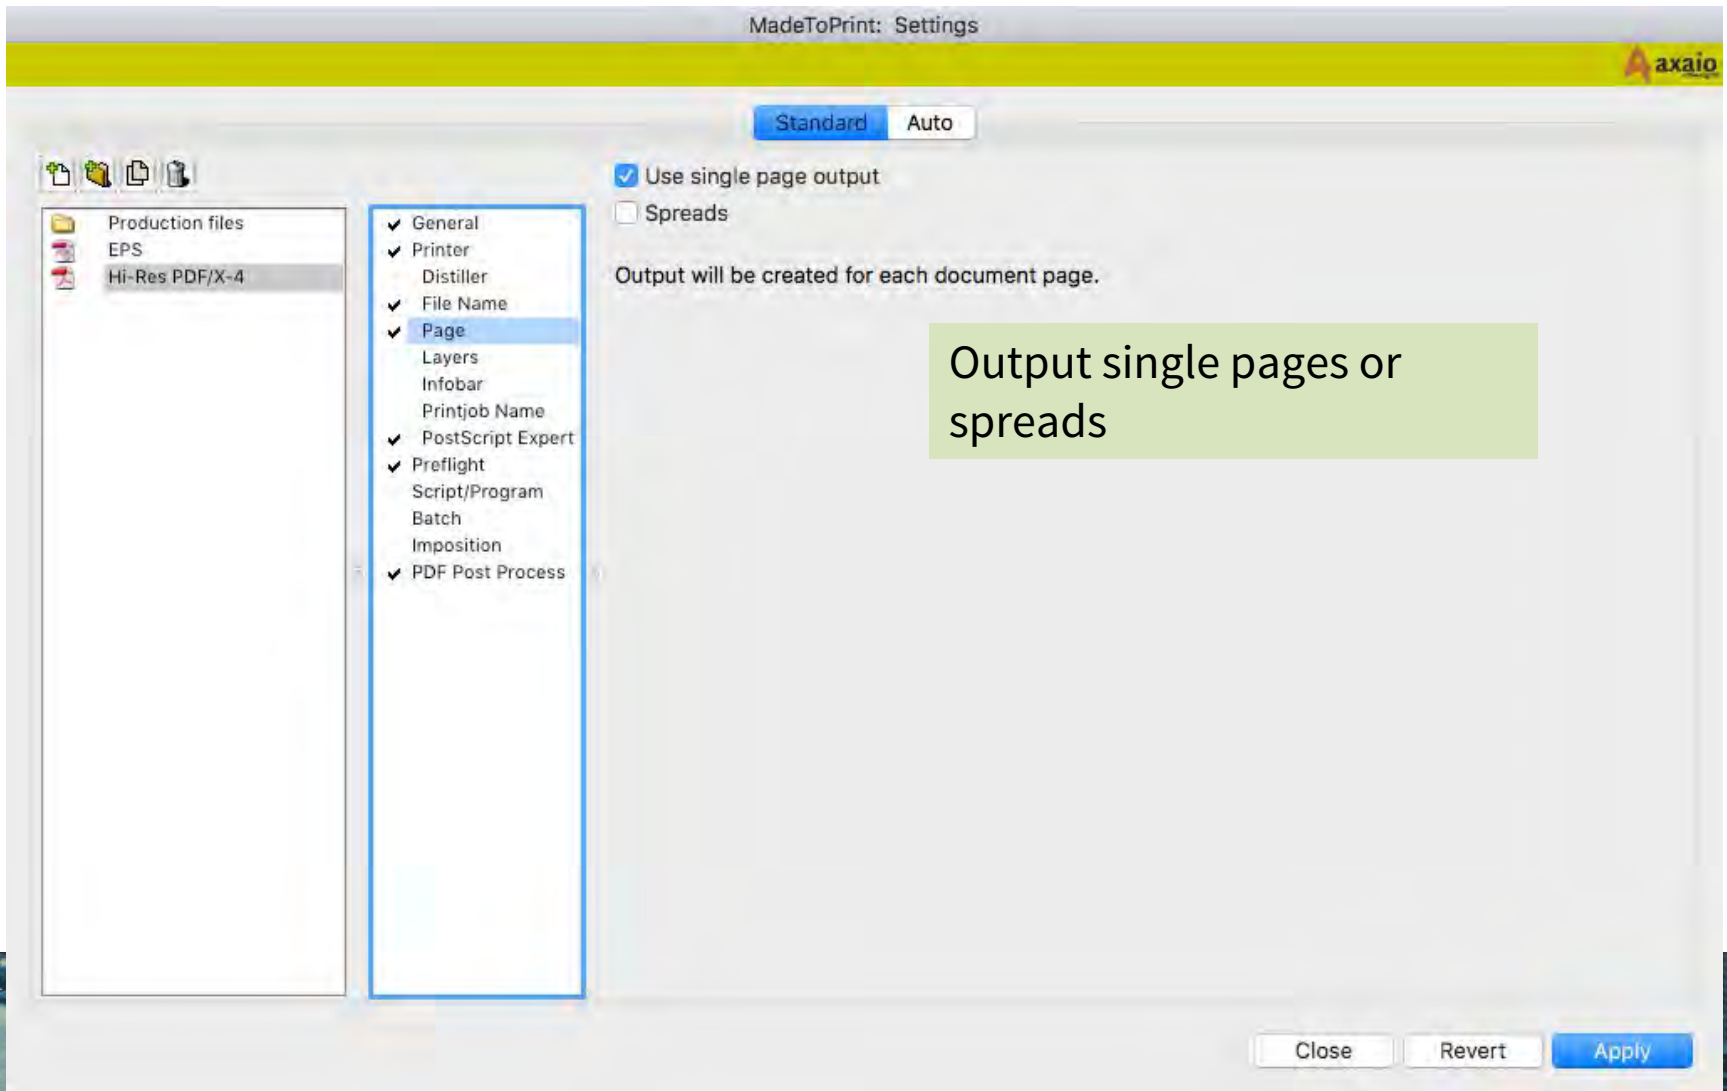 MadeToPrint: Settings
axaio
Standard Auto
Use single page output
Spreads
Output will be created for each document page.
Production files
EPS
Hi-Res PDF/X-4
General
Printer
Distiller
File Name
Page
Layers
Infobar
Printjob Name
PostScript Expert
Preflight
Script/Program
Batch
Imposition
PDF Post Process
Output single pages or
spreads
Close Revert Apply